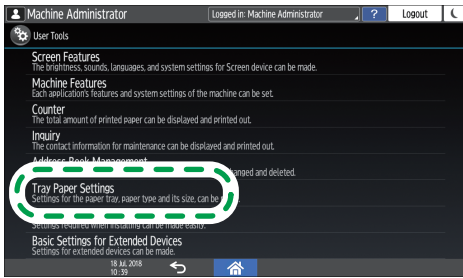 Machine Administrator
Logged in: Machine Administrator
?
Logout
User Tools
Screen Features
The brightness, sounds, languages, and system settings for Screen device can be made.
Machine Features
Each application's features and system settings of the machine can be set.
Counter
The total amount of printed paper can be displayed and printed out.
Inquiry
The contact information for maintenance can be displayed and printed out.
Address Book Management
changed and deleted.
Tray Paper Settings
Settings for the paper tray, paper type and its size, can be
Settings required when installing can be made easily.
Basic Settings for Extended Devices
Settings for extended devices can be made.
18 Jul. 2018
10:39